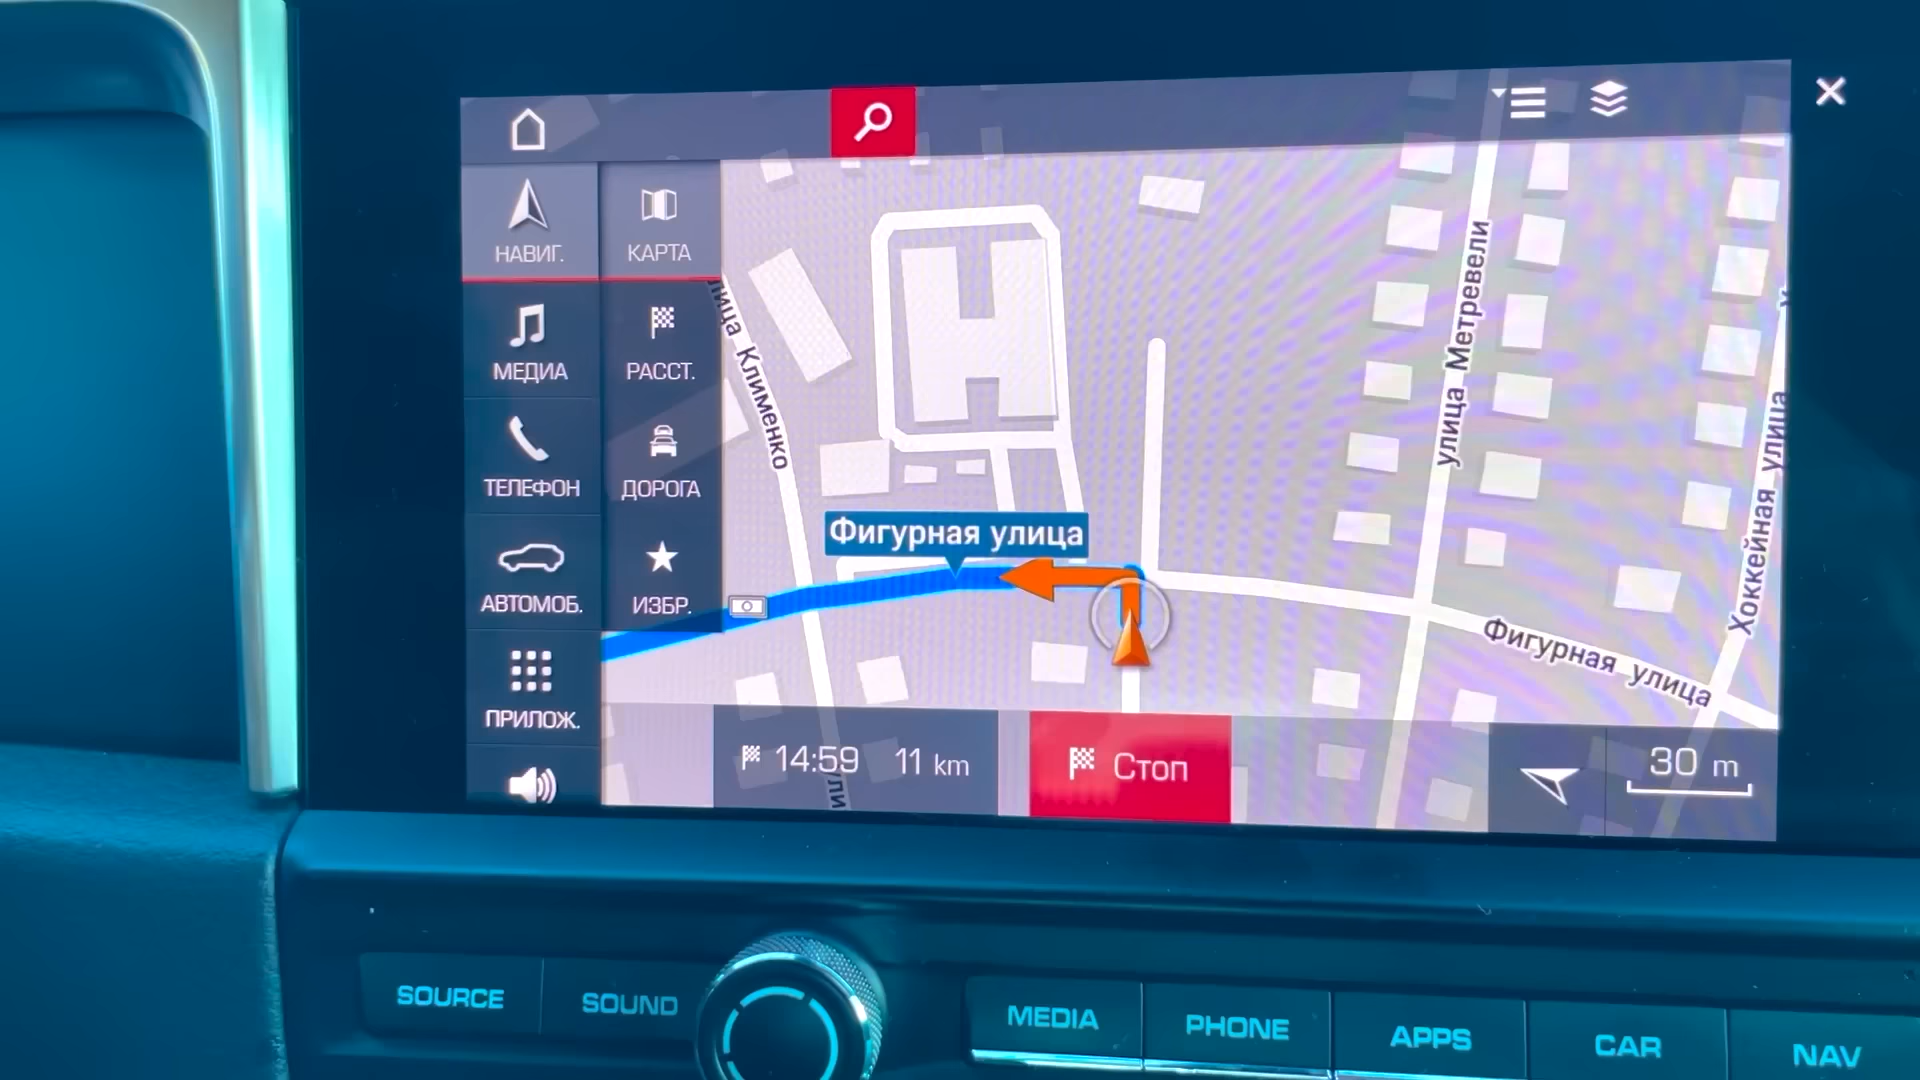 НАВИГ.
КАРТА
МЕДИА
РАССТ.
ТЕЛЕФОН
ДОРОГА
АВТОМОБ.
ИЗБР.
ПРИЛОЖ.
лица Клименко
улица Метревели
Хоккейная улица
Фигурная улица
Фигурная улица
14:59 11 km
Стоп
30 m
SOURCE
SOUND
MEDIA
PHONE
APPS
CAR
NAV